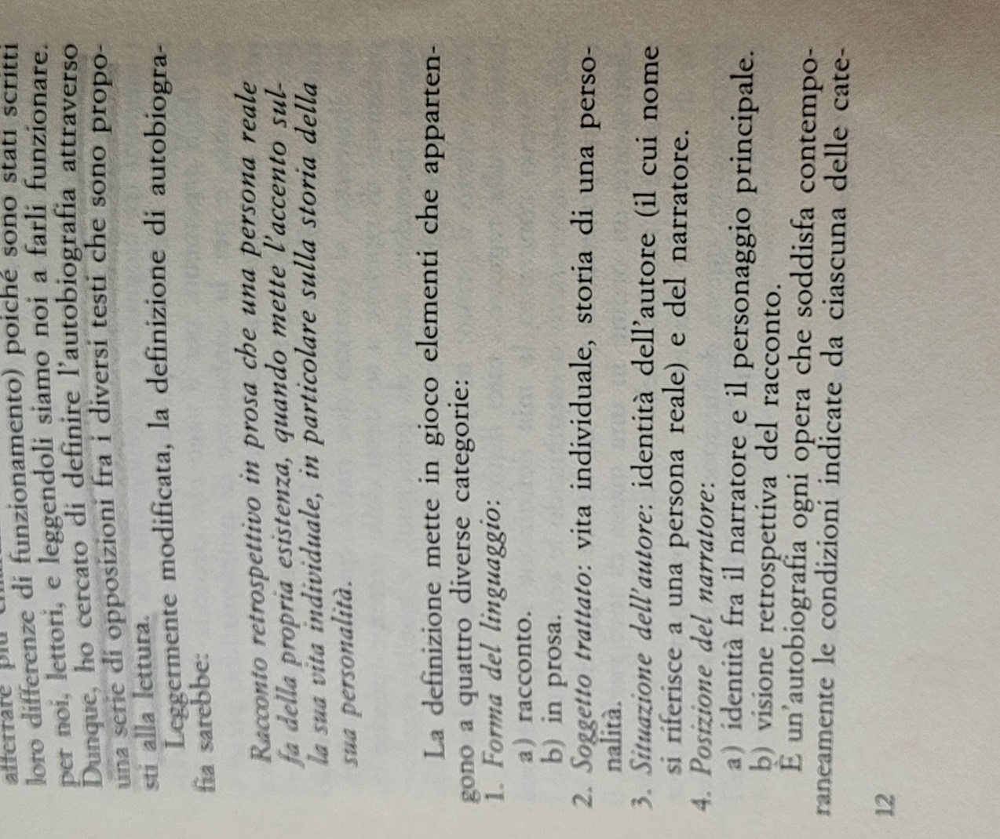 afferrare più
loro differenze di funzionamento) poiché sono stati scritti
per noi, lettori, e leggendoli siamo noi a farli funzionare.
Dunque, ho cercato di definire l'autobiografia attraverso
una serie di opposizioni fra i diversi testi che sono propo-
sti alla lettura.
Leggermente modificata, la definizione di autobiogra-
fia sarebbe:
Racconto retrospettivo in prosa che una persona reale
fa della propria esistenza, quando mette l'accento sul-
la sua vita individuale, in particolare sulla storia della
sua personalità.
La definizione mette in gioco elementi che apparten-
gono a quattro diverse categorie:
1. Forma del linguaggio:
a) racconto.
b) in prosa.
2. Soggetto trattato: vita individuale, storia di una perso-
nalità.
3. Situazione dell'autore: identità dell'autore (il cui nome
si riferisce a una persona reale) e del narratore.
4. Posizione del narratore:
a) identità fra il narratore e il personaggio principale.
b) visione retrospettiva del racconto.
È un'autobiografia ogni opera che soddisfa contempo-
raneamente le condizioni indicate da ciascuna delle cate-
12